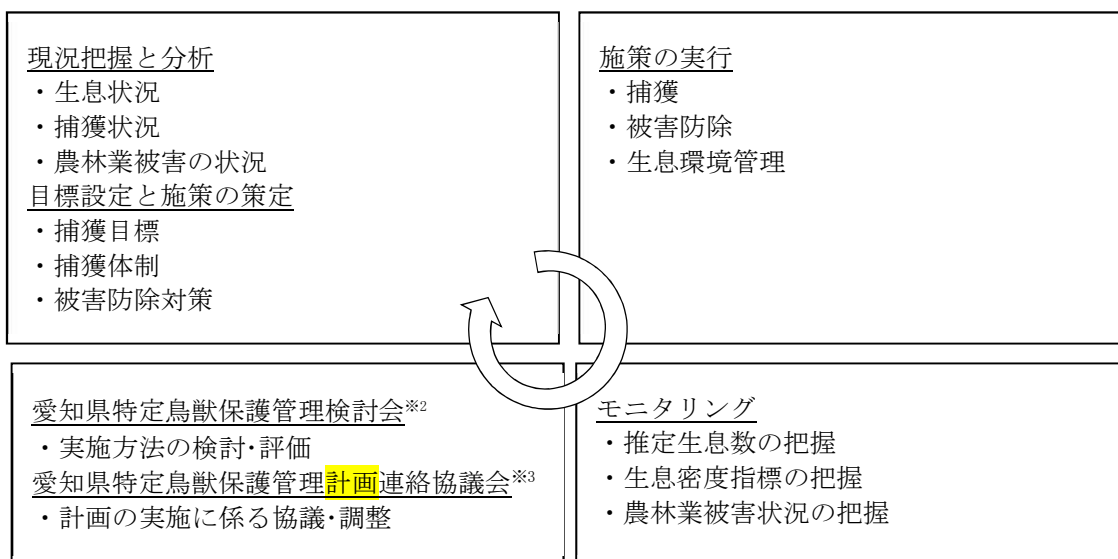 現況把握と分析
・生息状況
・捕獲状況
・農林業被害の状況
目標設定と施策の策定
・捕獲目標
・捕獲体制
・被害防除対策
施策の実行
・捕獲
・被害防除
・生息環境管理
愛知県特定鳥獣保護管理検討会※2
・実施方法の検討・評価
愛知県特定鳥獣保護管理計画連絡協議会※3
・計画の実施に係る協議・調整
モニタリング
・推定生息数の把握
・生息密度指標の把握
・農林業被害状況の把握